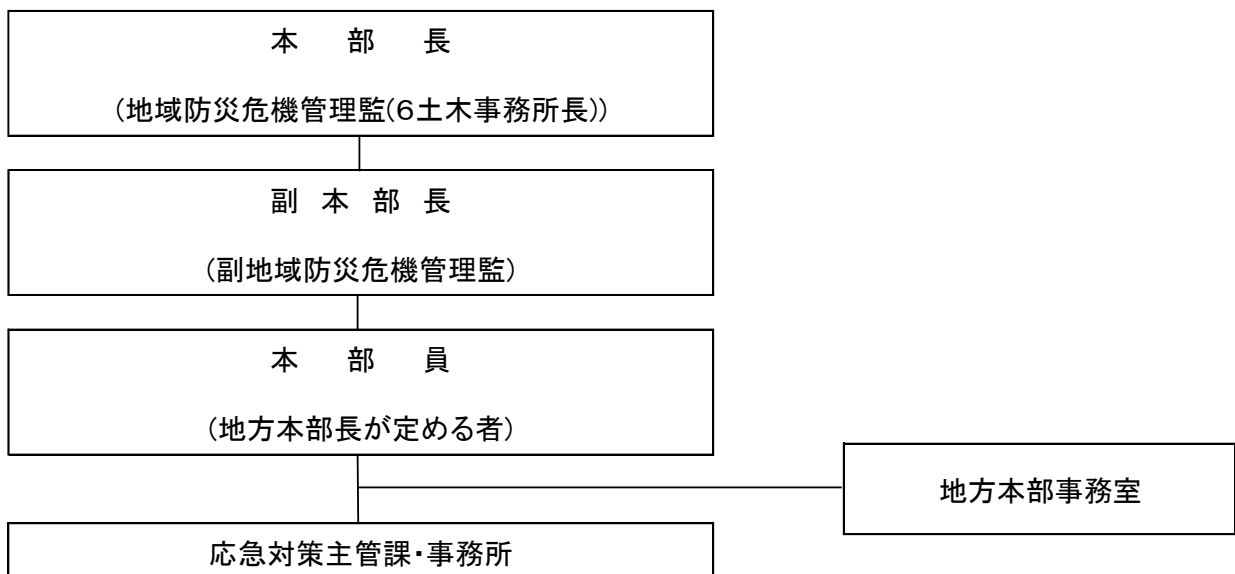 本　部　長
(地域防災危機管理監(６土木事務所長))
副　本　部　長
(副地域防災危機管理監)
本　部　員
(地方本部長が定める者)
地方本部事務室
応急対策主管課・事務所